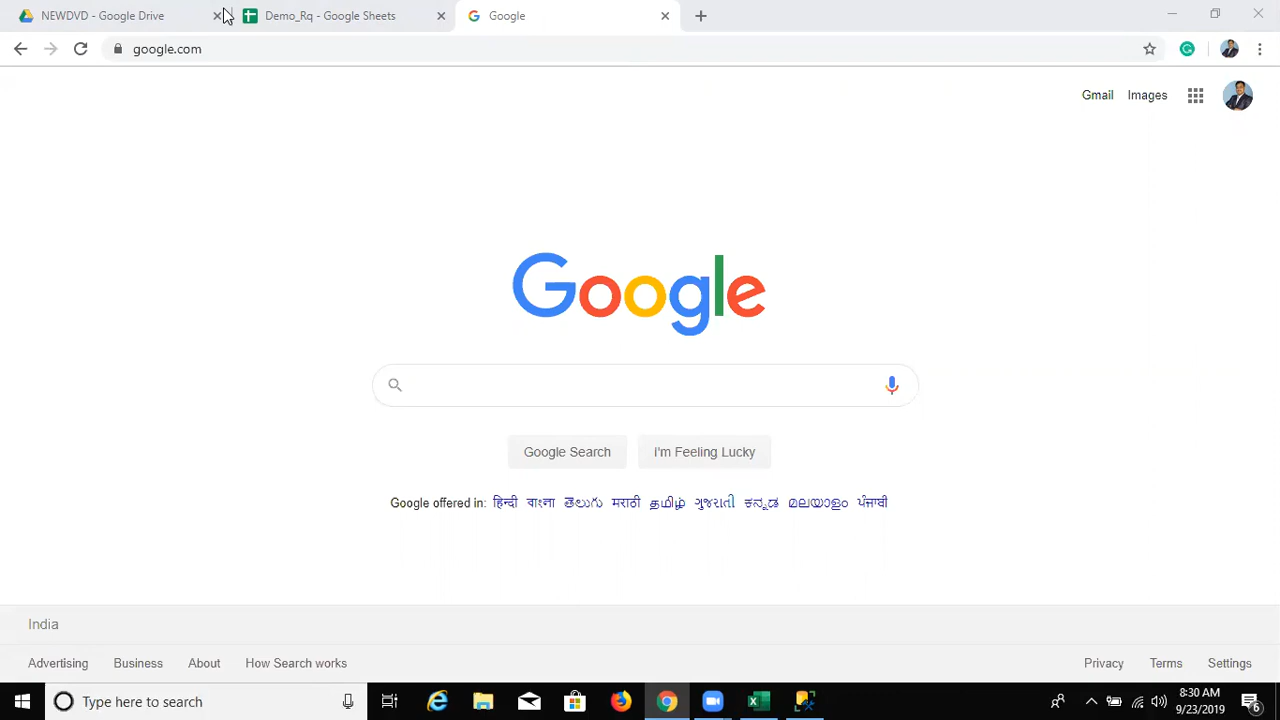 NEWDVD - Google Drive
Demo_Rq - Google Sheets
Google
google.com
Gmail Images
Google
Google Search I'm Feeling Lucky
Google offered in: हिन्दी বাংলা తెలుగు मराठी தமிழ் ગુજરાતી ಕನ್ನಡ മലയാളം ਪੰਜਾਬੀ
India
Advertising Business About How Search works Privacy Terms Settings
Type here to search
8:30 AM
9/23/2019
6